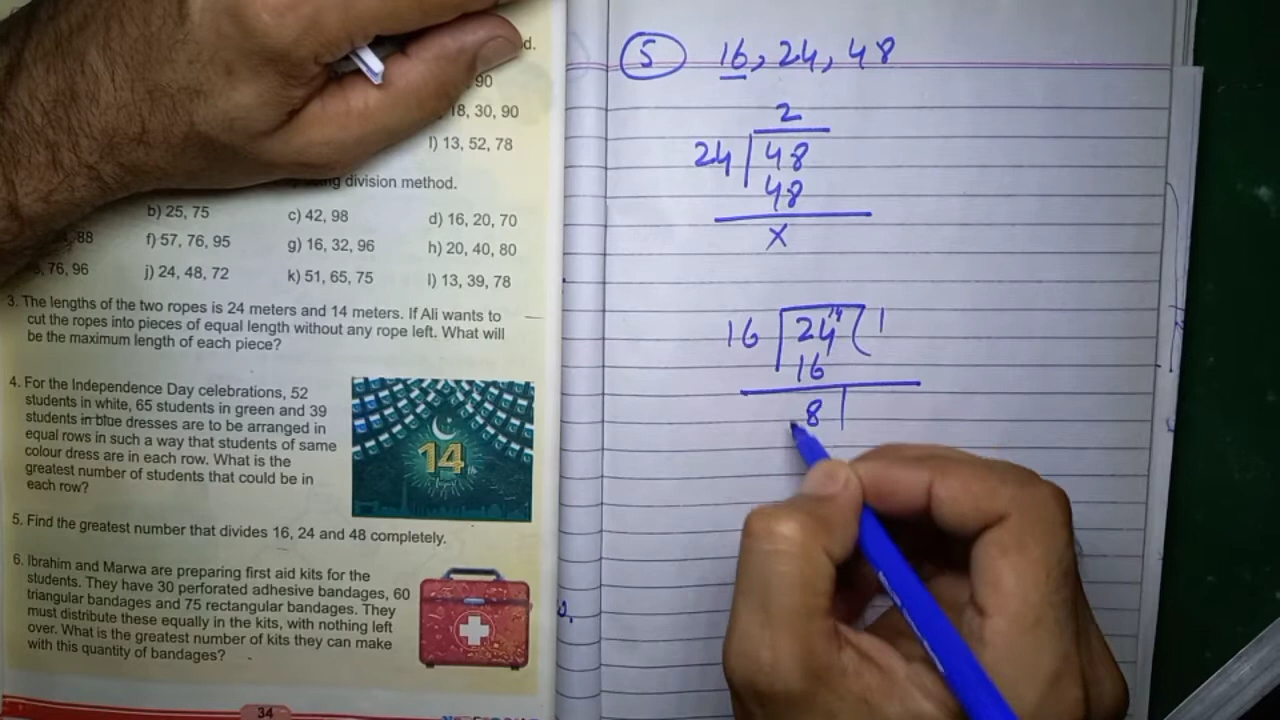 d.
90
18, 30, 90
l) 13, 52, 78
using division method.
b) 25, 75
c) 42, 98
d) 16, 20, 70
88
f) 57, 76, 95
g) 16, 32, 96
h) 20, 40, 80
76, 96
j) 24, 48, 72
k) 51, 65, 75
l) 13, 39, 78
3. The lengths of the two ropes is 24 meters and 14 meters. If Ali wants to
cut the ropes into pieces of equal length without any rope left. What will
be the maximum length of each piece?
4. For the Independence Day celebrations, 52
students in white, 65 students in green and 39
students in blue dresses are to be arranged in
equal rows in such a way that students of same
colour dress are in each row. What is the
greatest number of students that could be in
each row?
14
5. Find the greatest number that divides 16, 24 and 48 completely.
6. Ibrahim and Marwa are preparing first aid kits for the
students. They have 30 perforated adhesive bandages, 60
triangular bandages and 75 rectangular bandages. They
must distribute these equally in the kits, with nothing left
over. What is the greatest number of kits they can make
with this quantity of bandages?
34
5 16, 24, 48
2
24 48
48
x
16 24 14 1
16
8